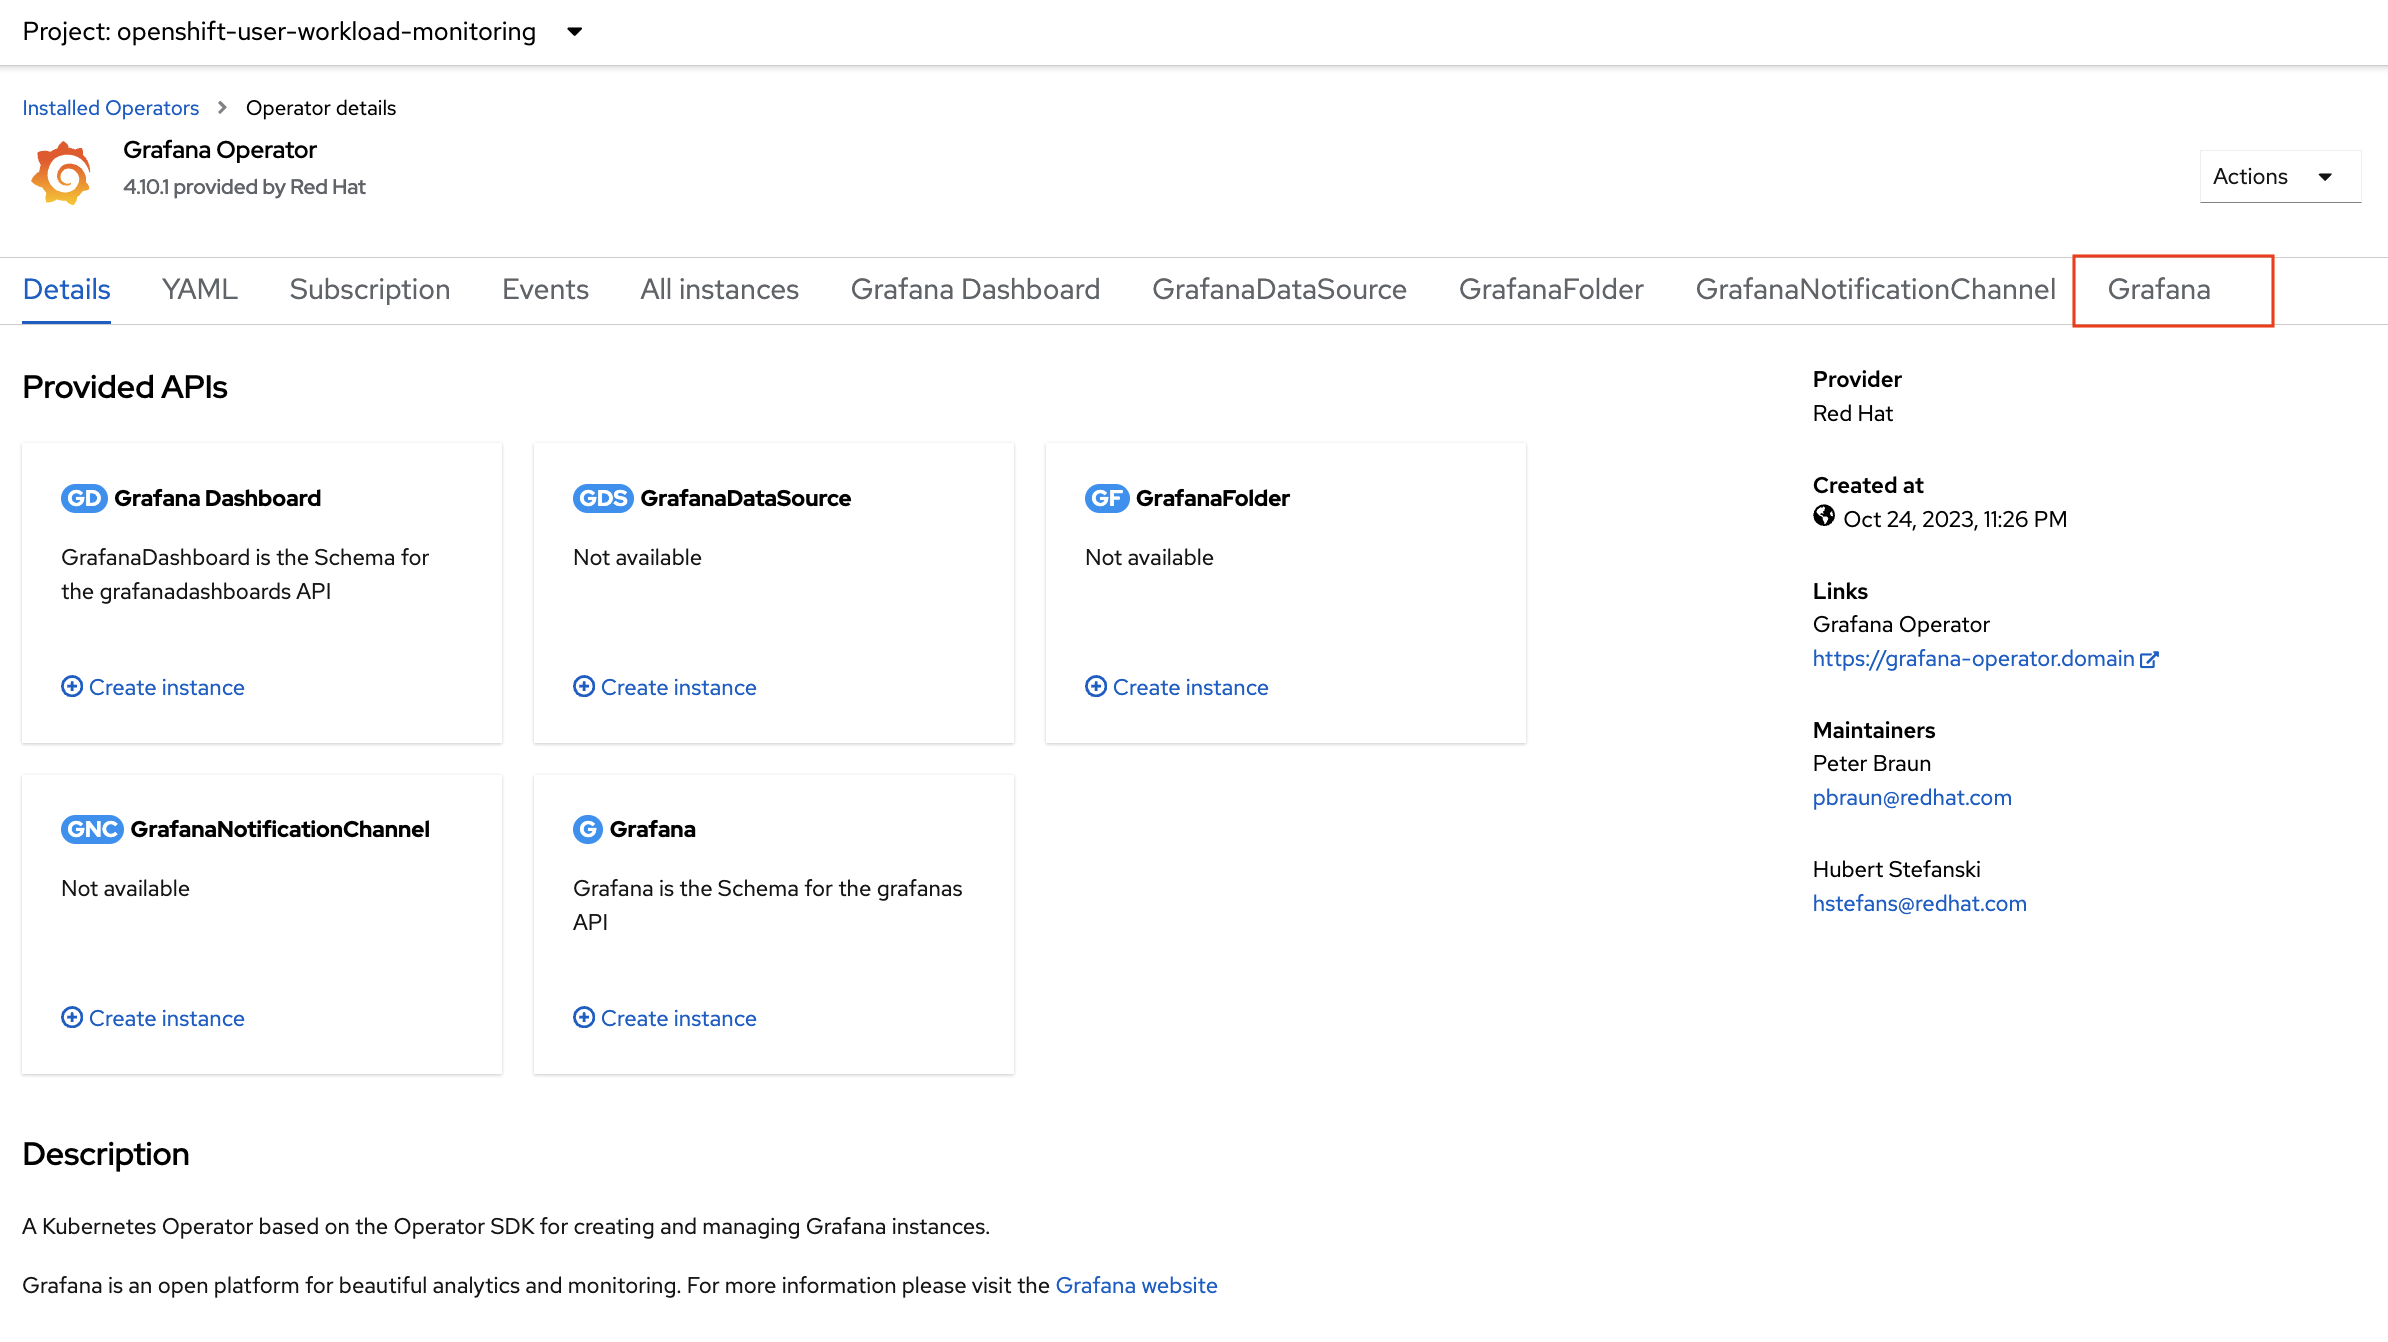 Project: openshift-user-workload-monitoring
Installed Operators > Operator details
Grafana Operator
4.10.1 provided by Red Hat
Actions
Details YAML Subscription Events All instances Grafana Dashboard GrafanaDataSource GrafanaFolder GrafanaNotificationChannel Grafana
Provided APIs
GD Grafana Dashboard
GrafanaDashboard is the Schema for
the grafanadashboards API
Create instance
GDS GrafanaDataSource
Not available
Create instance
GF GrafanaFolder
Not available
Create instance
GNC GrafanaNotificationChannel
Not available
Create instance
G Grafana
Grafana is the Schema for the grafanas
API
Create instance
Provider
Red Hat
Created at
Oct 24, 2023, 11:26 PM
Links
Grafana Operator
https://grafana-operator.domain
Maintainers
Peter Braun
pbraun@redhat.com
Hubert Stefanski
hstefans@redhat.com
Description
A Kubernetes Operator based on the Operator SDK for creating and managing Grafana instances.
Grafana is an open platform for beautiful analytics and monitoring. For more information please visit the Grafana website